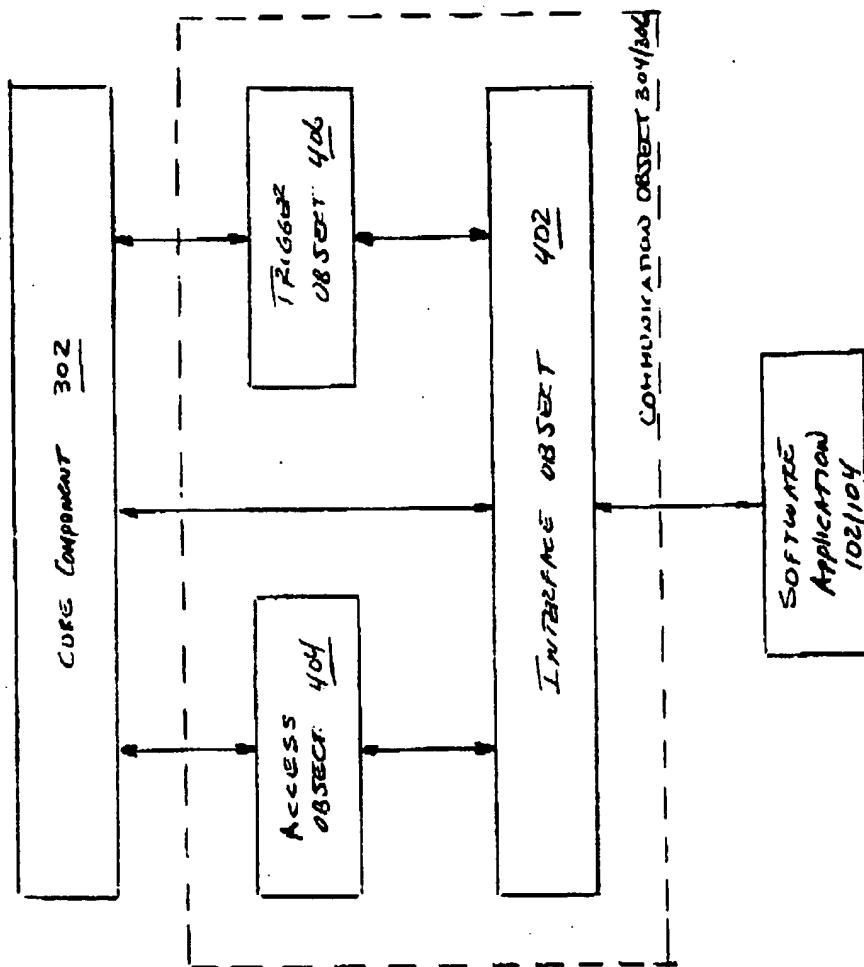 CORE COMPONENT 302
ACCESS
OBJECT 404
TRIGGER
OBJECT 406
INTERFACE OBJECT 402
COMMUNICATION OBJECT 304/306
SOFTWARE
APPLICATION
102/104